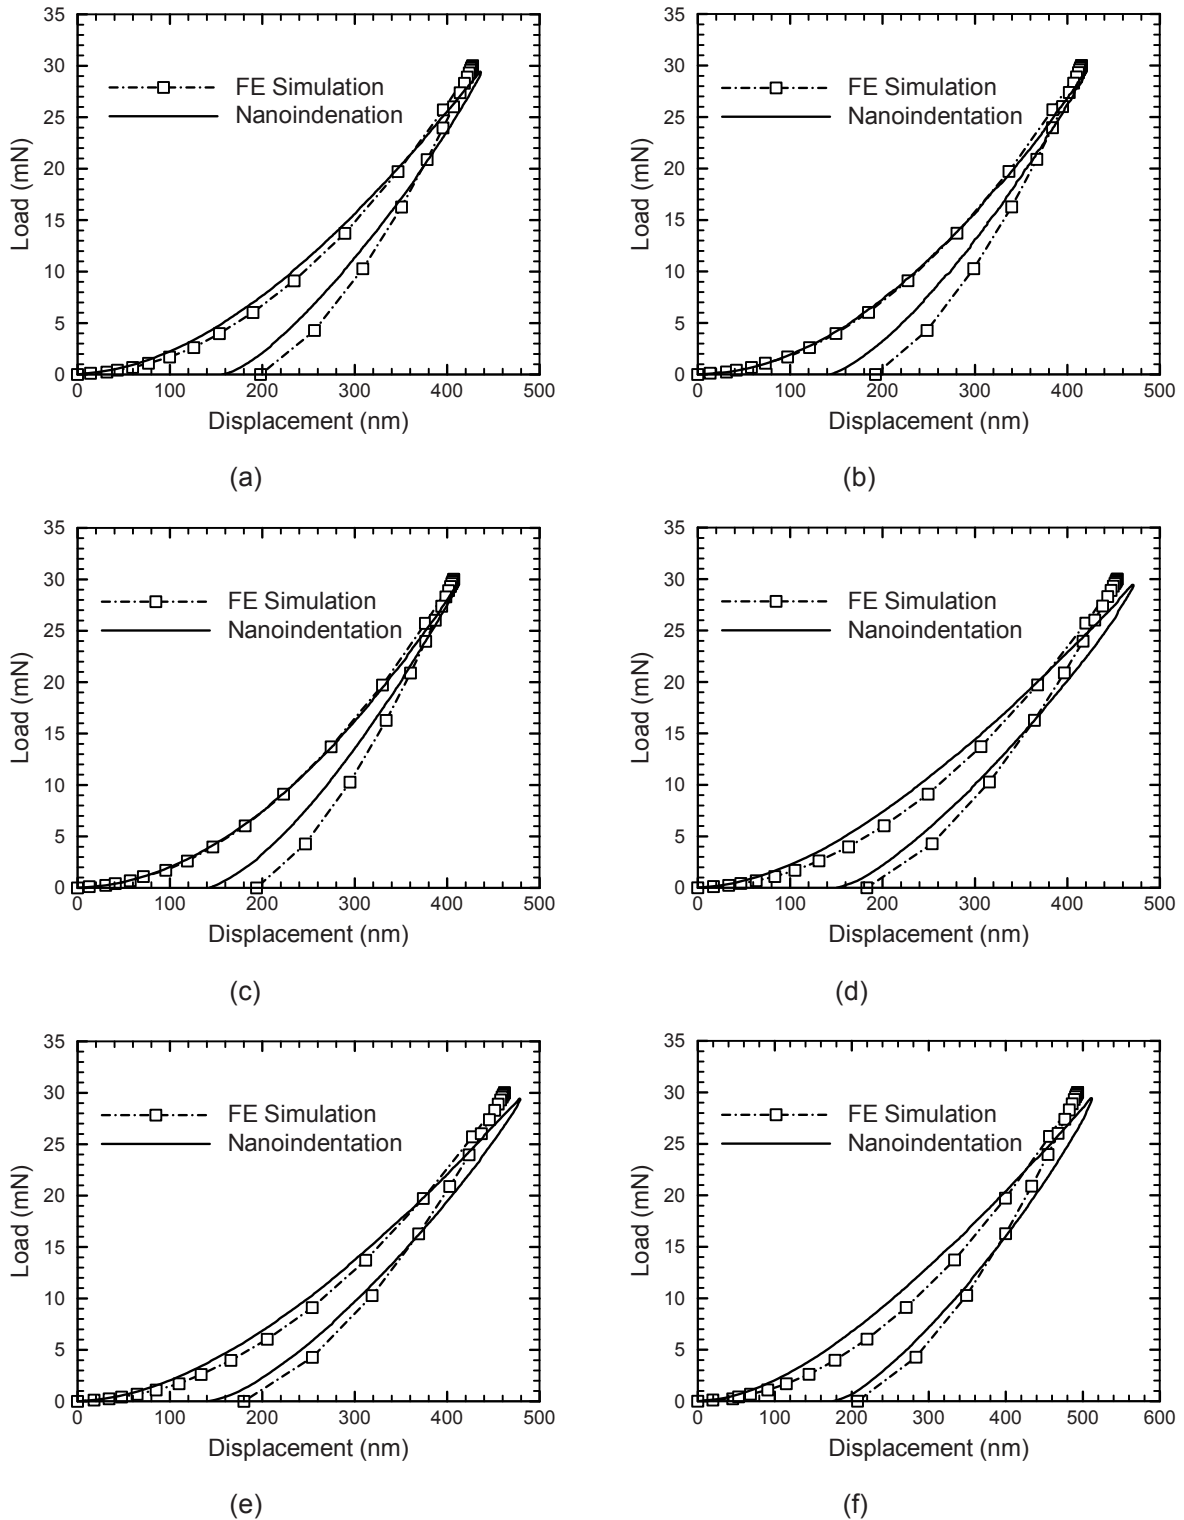 35
30
25
20
15
10
5
0
Load (mN)
FE Simulation
Nanoindenation
0 100 200 300 400 500
Displacement (nm)
(a)
35
30
25
20
15
10
5
0
Load (mN)
FE Simulation
Nanoindenation
0 100 200 300 400 500
Displacement (nm)
(b)
35
30
25
20
15
10
5
0
Load (mN)
FE Simulation
Nanoindentation
0 100 200 300 400 500
Displacement (nm)
(c)
35
30
25
20
15
10
5
0
Load (mN)
FE Simulation
Nanoindentation
0 100 200 300 400 500
Displacement (nm)
(d)
35
30
25
20
15
10
5
0
Load (mN)
FE Simulation
Nanoindentation
0 100 200 300 400 500
Displacement (nm)
(e)
35
30
25
20
15
10
5
0
Load (mN)
FE Simulation
Nanoindentation
0 100 200 300 400 500 600
Displacement (nm)
(f)